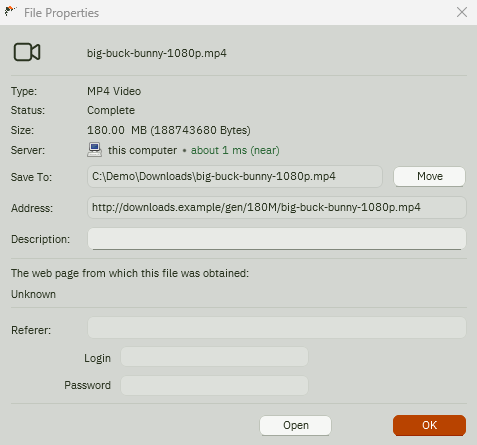 File Properties
big-buck-bunny-1080p.mp4
Type: MP4 Video
Status: Complete
Size: 180.00 MB (188743680 Bytes)
Server: this computer • about 1 ms (near)
Save To: C:\Demo\Downloads\big-buck-bunny-1080p.mp4 Move
Address: http://downloads.example/gen/180M/big-buck-bunny-1080p.mp4
Description:
The web page from which this file was obtained:
Unknown
Referer:
Login
Password
Open OK